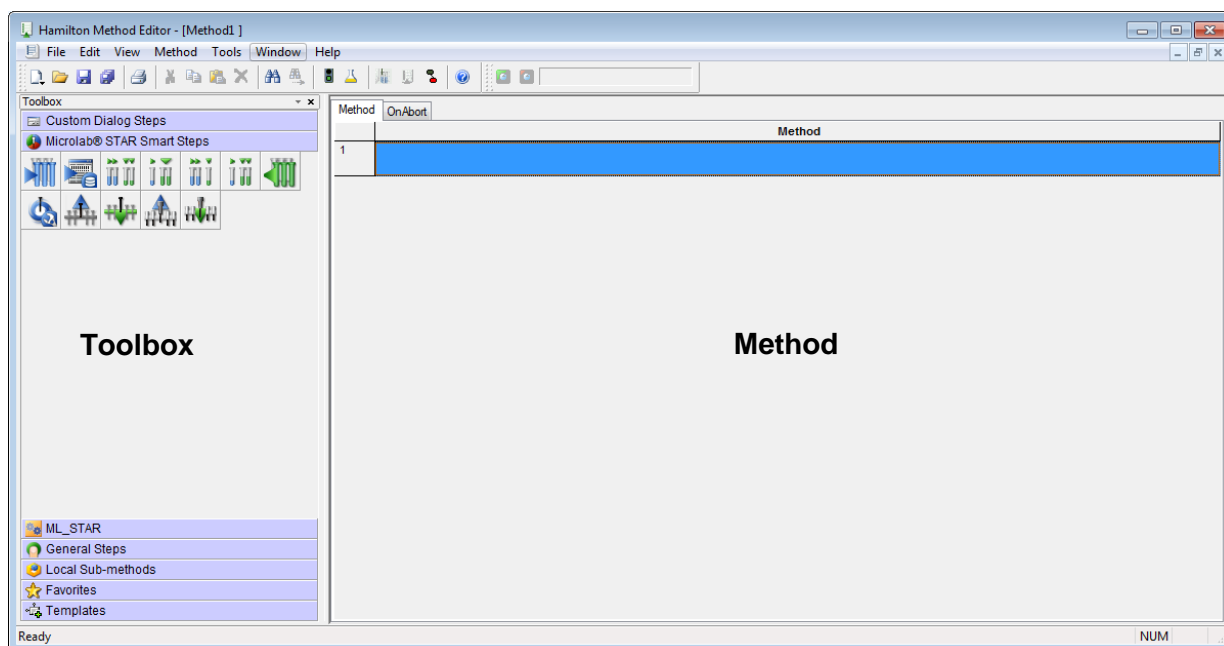 Hamilton Method Editor - [Method1 ]
File Edit View Method Tools Window Help
Toolbox
Custom Dialog Steps
Microlab® STAR Smart Steps
Method OnAbort
Method
1
Toolbox
Method
ML_STAR
General Steps
Local Sub-methods
Favorites
Templates
Ready NUM